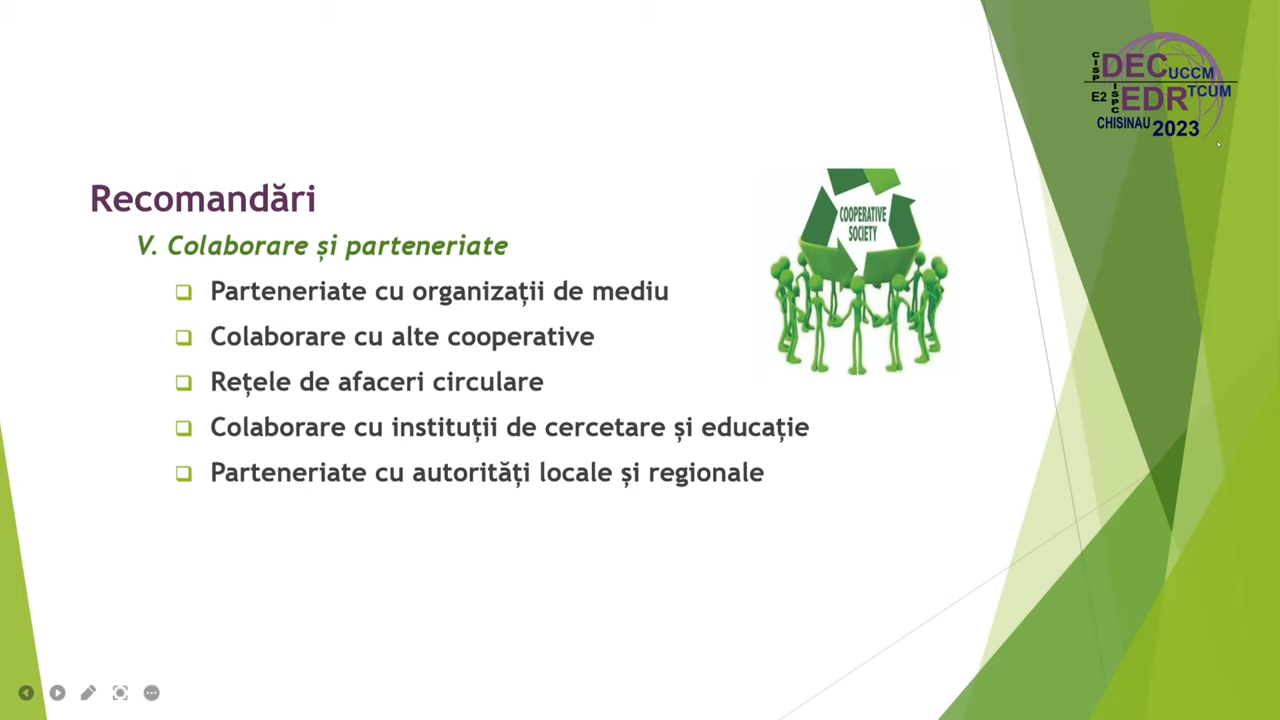 CISP DEC UCCM
E2 ISPC EDR TCUM
CHISINAU 2023
Recomandări
V. Colaborare și parteneriate
Parteneriate cu organizații de mediu
Colaborare cu alte cooperative
Rețele de afaceri circulare
Colaborare cu instituții de cercetare și educație
Parteneriate cu autorități locale și regionale
COOPERATIVE
SOCIETY